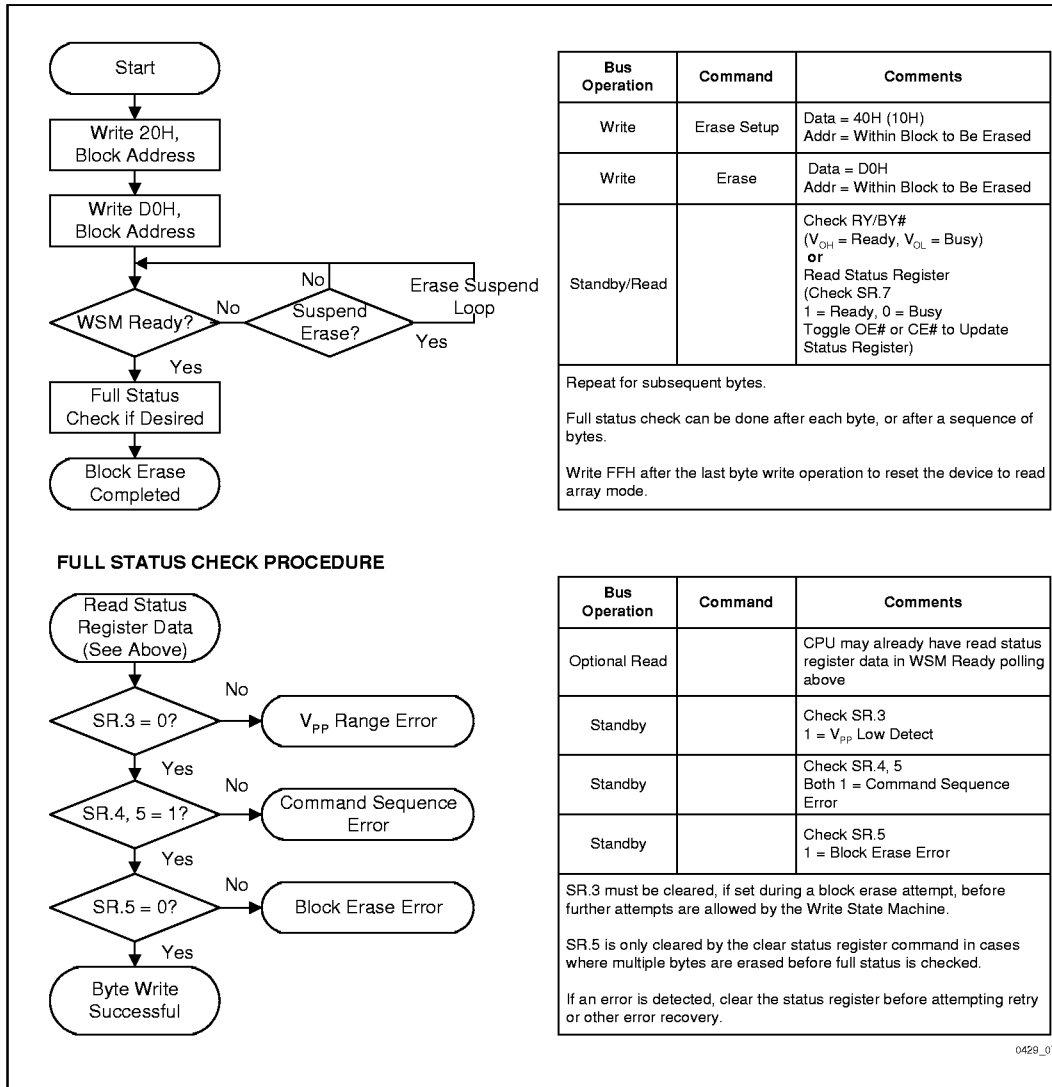 Start
Write 20H,
Block Address
Write D0H,
Block Address
WSM Ready?
No
Suspend
Erase?
No
Yes
Erase Suspend
Loop
Yes
Full Status
Check if Desired
Block Erase
Completed
Bus
Operation
Command
Comments
Write
Erase Setup
Data = 40H (10H)
Addr = Within Block to Be Erased
Write
Erase
Data = D0H
Addr = Within Block to Be Erased
Standby/Read
Check RY/BY#
(VOH = Ready, VOL = Busy)
or
Read Status Register
(Check SR.7
1 = Ready, 0 = Busy
Toggle OE# or CE# to Update
Status Register)
Repeat for subsequent bytes.
Full status check can be done after each byte, or after a sequence of
bytes.
Write FFH after the last byte write operation to reset the device to read
array mode.
FULL STATUS CHECK PROCEDURE
Read Status
Register Data
(See Above)
SR.3 = 0?
No
VPP Range Error
Yes
SR.4, 5 = 1?
No
Command Sequence
Error
Yes
SR.5 = 0?
No
Block Erase Error
Yes
Byte Write
Successful
Bus
Operation
Command
Comments
Optional Read
CPU may already have read status
register data in WSM Ready polling
above
Standby
Check SR.3
1 = VPP Low Detect
Standby
Check SR.4, 5
Both 1 = Command Sequence
Error
Standby
Check SR.5
1 = Block Erase Error
SR.3 must be cleared, if set during a block erase attempt, before
further attempts are allowed by the Write State Machine.
SR.5 is only cleared by the clear status register command in cases
where multiple bytes are erased before full status is checked.
If an error is detected, clear the status register before attempting retry
or other error recovery.